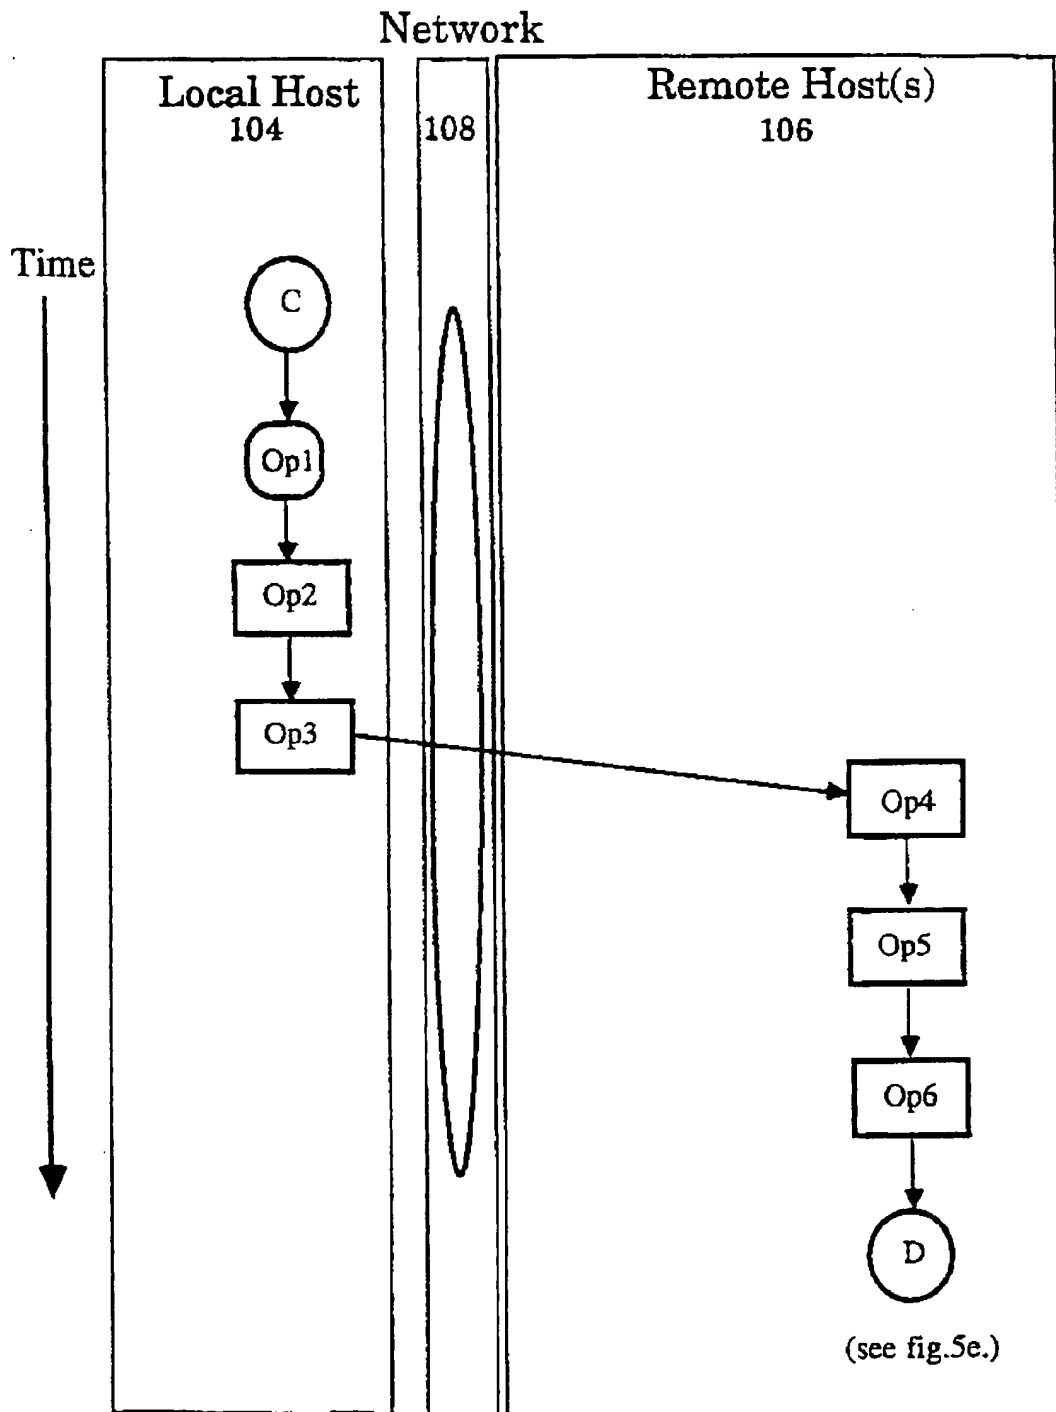 Network
Local Host
104
108
Remote Host(s)
106
Time
C
Op1
Op2
Op3
Op4
Op5
Op6
D
(see fig.5e.)